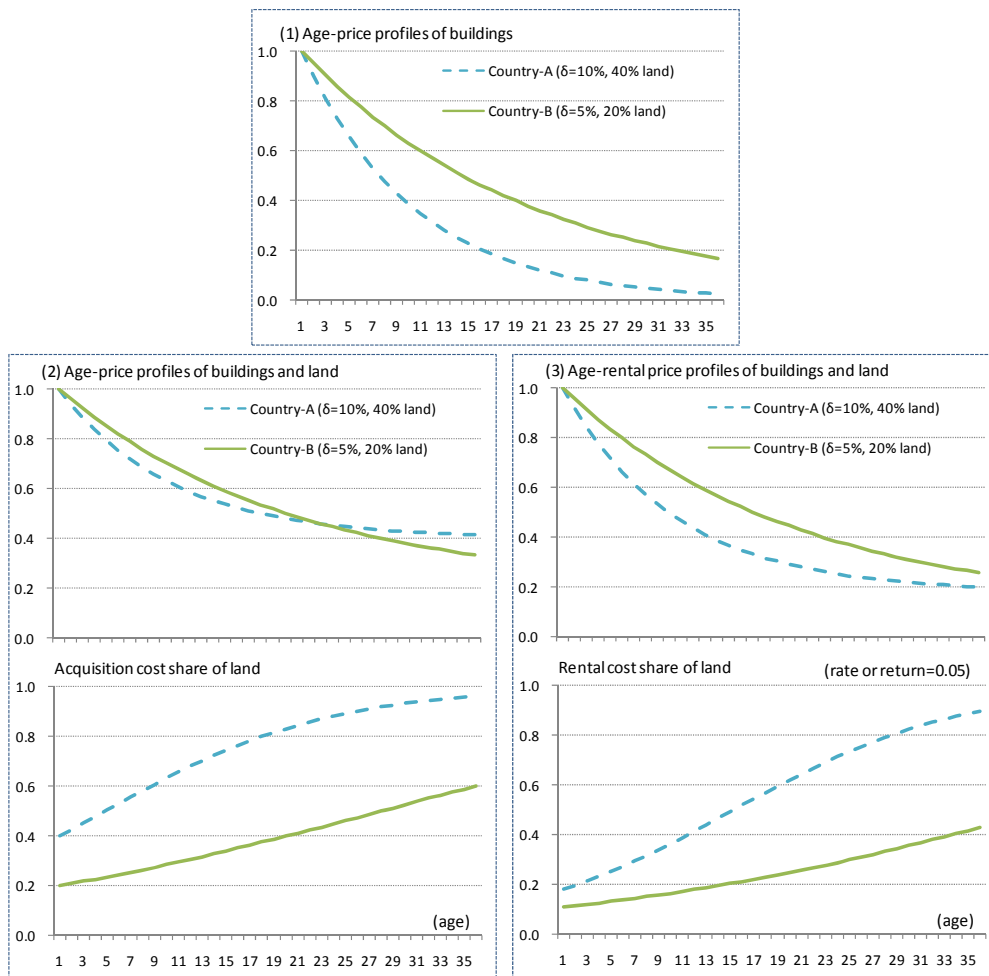 (1) Age-price profiles of buildings
1.0
0.8
0.6
0.4
0.2
0.0
Country-A (δ=10%, 40% land)
Country-B (δ=5%, 20% land)
1 3 5 7 9 11 13 15 17 19 21 23 25 27 29 31 33 35
(2) Age-price profiles of buildings and land
1.0
0.8
0.6
0.4
0.2
0.0
Country-A (δ=10%, 40% land)
Country-B (δ=5%, 20% land)
Acquisition cost share of land
1.0
0.8
0.6
0.4
0.2
0.0
(age)
1 3 5 7 9 11 13 15 17 19 21 23 25 27 29 31 33 35
(3) Age-rental price profiles of buildings and land
1.0
0.8
0.6
0.4
0.2
0.0
Country-A (δ=10%, 40% land)
Country-B (δ=5%, 20% land)
Rental cost share of land (rate or return=0.05)
1.0
0.8
0.6
0.4
0.2
0.0
(age)
1 3 5 7 9 11 13 15 17 19 21 23 25 27 29 31 33 35